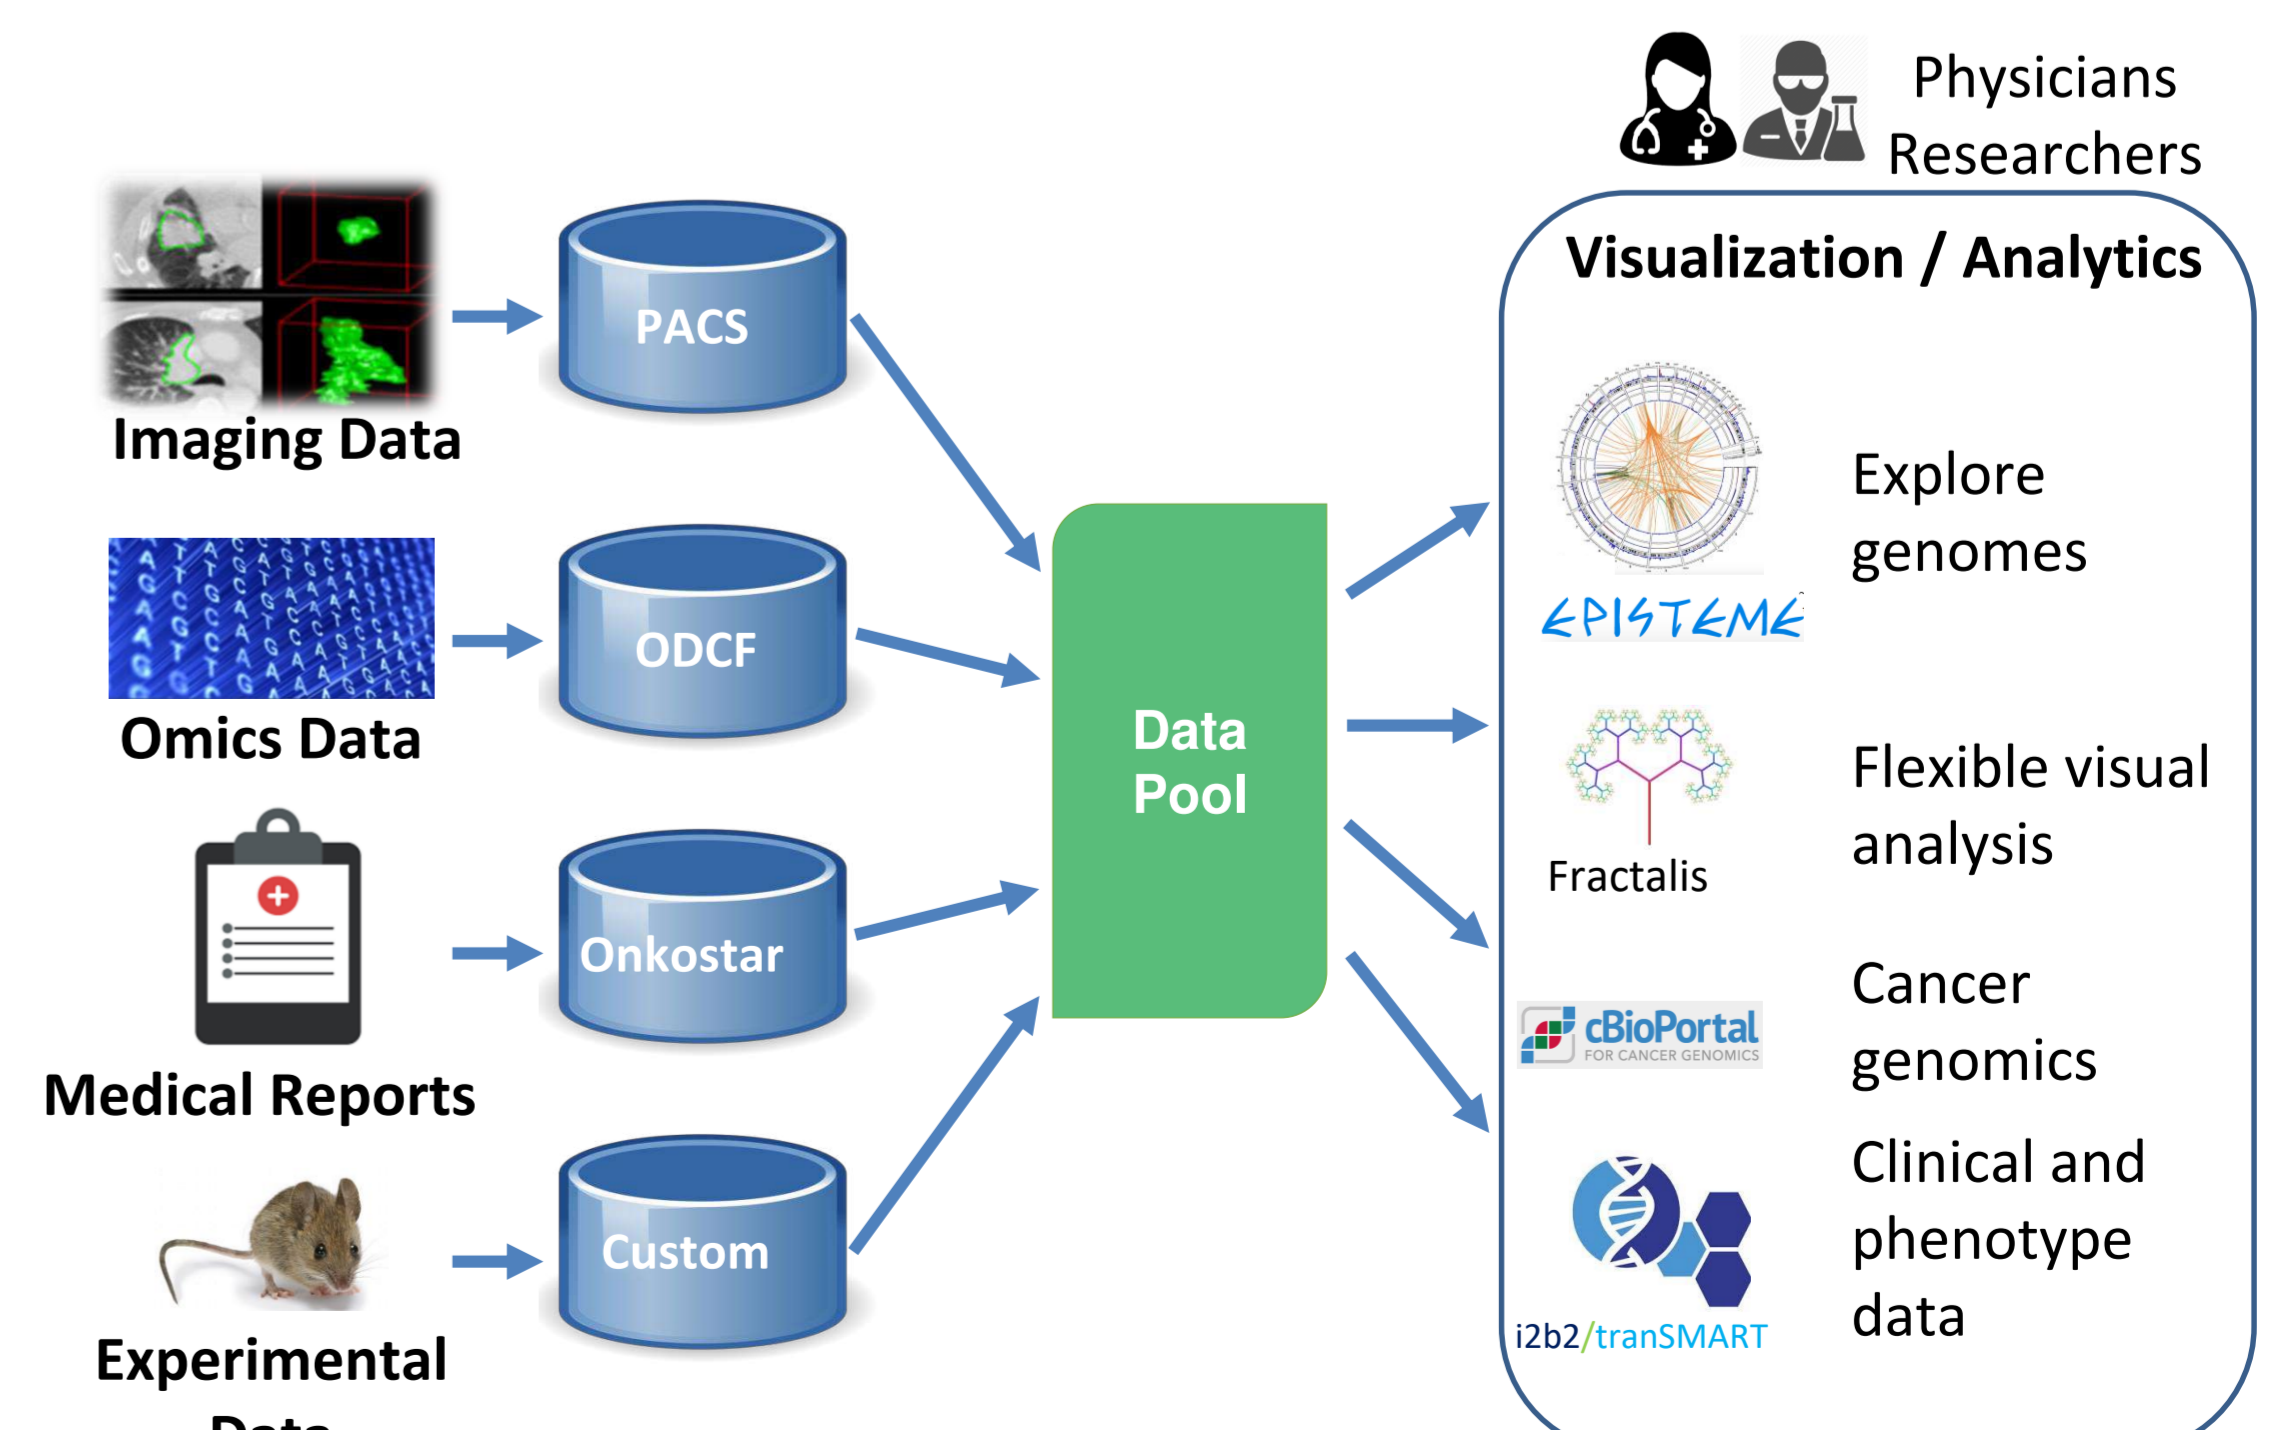 Physicians
Researchers
Visualization / Analytics
Imaging Data
PACS
Omics Data
ODCF
Medical Reports
Onkostar
Experimental
Data
Custom
Data
Pool
EPISTEME
Explore
genomes
Fractalis
Flexible visual
analysis
cBioPortal
FOR CANCER GENOMICS
Cancer
genomics
i2b2/tranSMART
Clinical and
phenotype
data